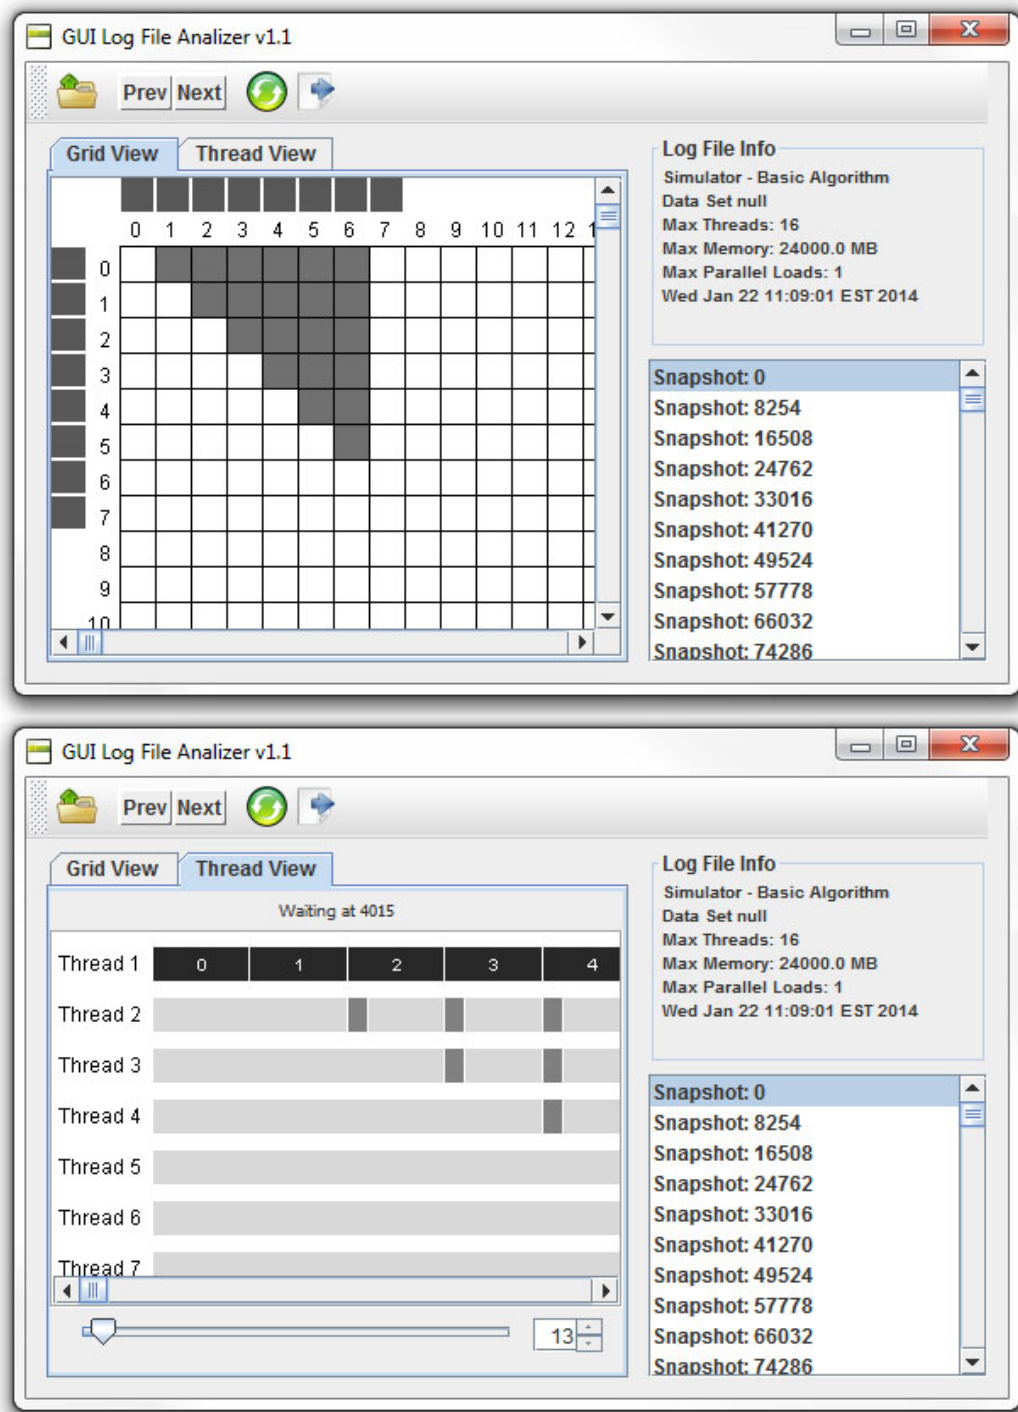 GUI Log File Analizer v1.1
Prev Next
Grid View Thread View
0 1 2 3 4 5 6 7 8 9 10 11 12 1
0
1
2
3
4
5
6
7
8
9
10
Log File Info
Simulator - Basic Algorithm
Data Set null
Max Threads: 16
Max Memory: 24000.0 MB
Max Parallel Loads: 1
Wed Jan 22 11:09:01 EST 2014
Snapshot: 0
Snapshot: 8254
Snapshot: 16508
Snapshot: 24762
Snapshot: 33016
Snapshot: 41270
Snapshot: 49524
Snapshot: 57778
Snapshot: 66032
Snapshot: 74286
GUI Log File Analizer v1.1
Prev Next
Grid View Thread View
Waiting at 4015
Thread 1 0 1 2 3 4
Thread 2
Thread 3
Thread 4
Thread 5
Thread 6
Thread 7
13
Log File Info
Simulator - Basic Algorithm
Data Set null
Max Threads: 16
Max Memory: 24000.0 MB
Max Parallel Loads: 1
Wed Jan 22 11:09:01 EST 2014
Snapshot: 0
Snapshot: 8254
Snapshot: 16508
Snapshot: 24762
Snapshot: 33016
Snapshot: 41270
Snapshot: 49524
Snapshot: 57778
Snapshot: 66032
Snapshot: 74286